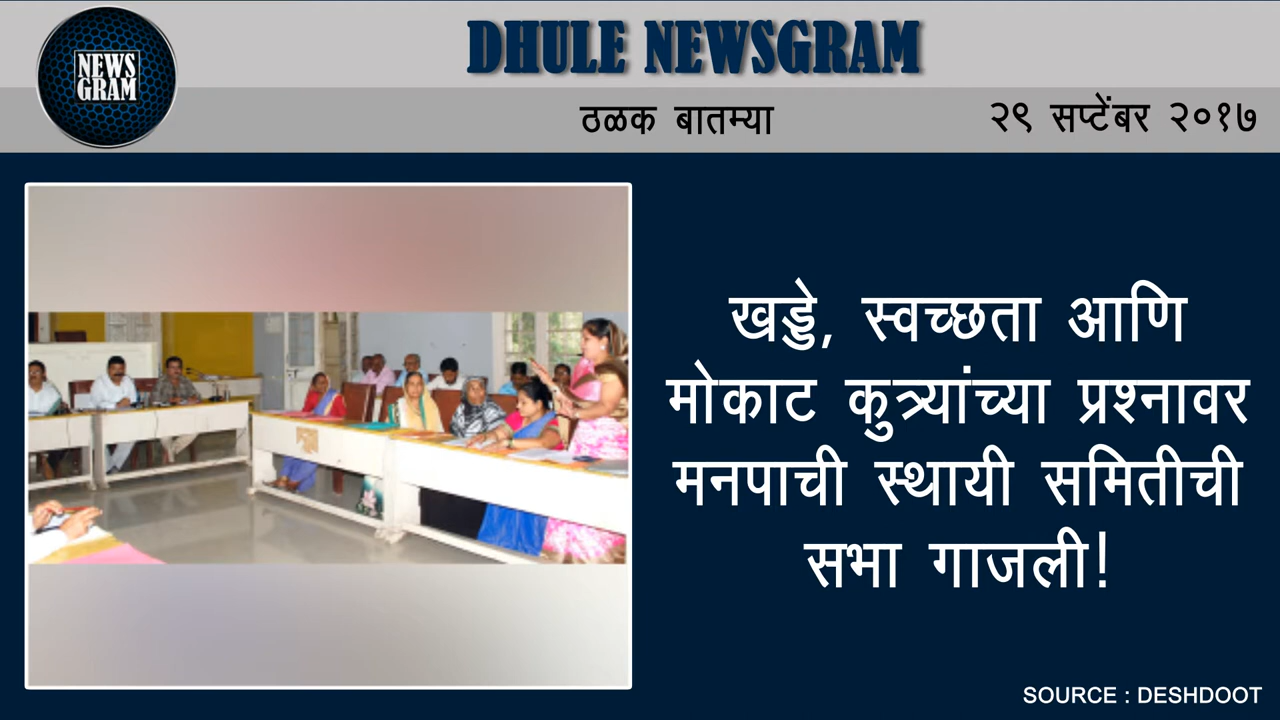 NEWS
GRAM
DHULE NEWSGRAM
ठळक बातम्या
२९ सप्टेंबर २०१७
खड्डे, स्वच्छता आणि
मोकाट कुत्र्यांच्या प्रश्नावर
मनपाची स्थायी समितीची
सभा गाजली!
SOURCE : DESHDOOT